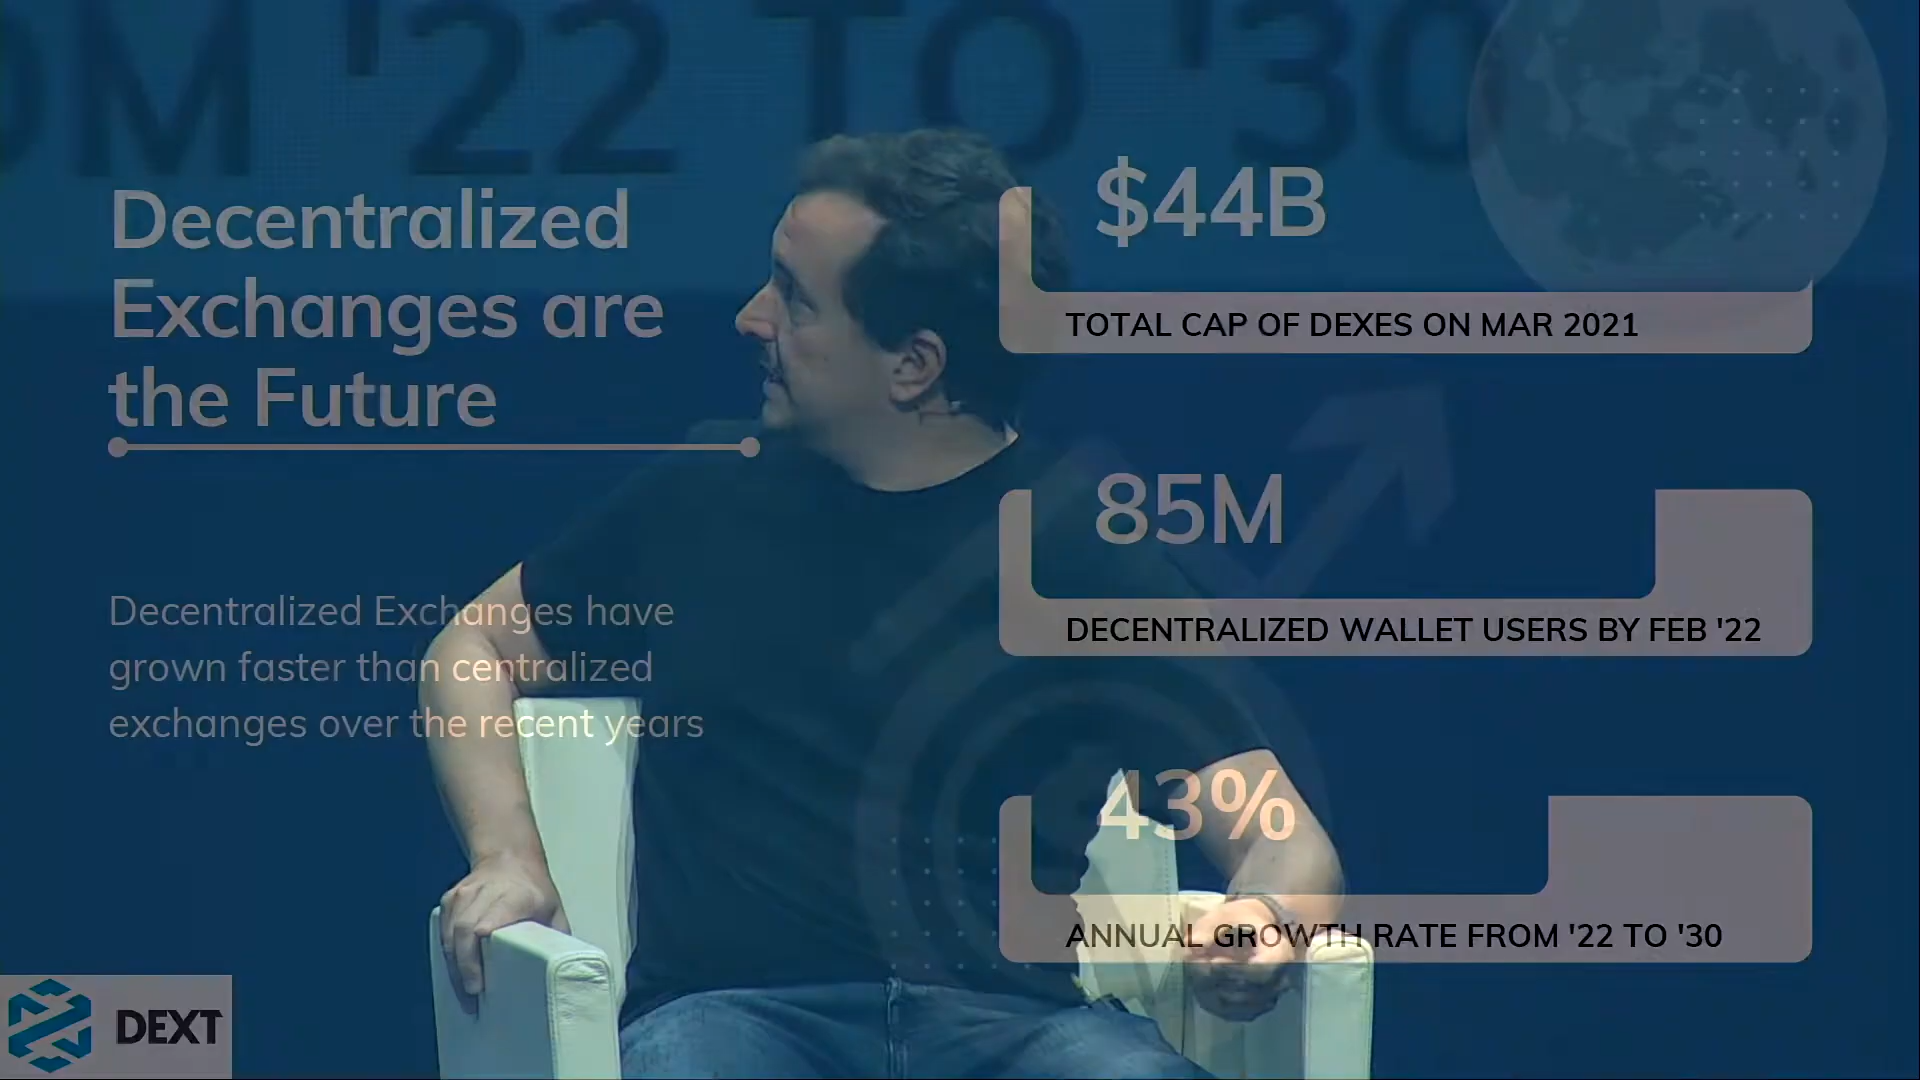 OM '22 TO '30
Decentralized
Exchanges are
the Future
Decentralized Exchanges have
grown faster than centralized
exchanges over the recent years
$44B
TOTAL CAP OF DEXES ON MAR 2021
85M
DECENTRALIZED WALLET USERS BY FEB '22
43%
ANNUAL GROWTH RATE FROM '22 TO '30
DEXT